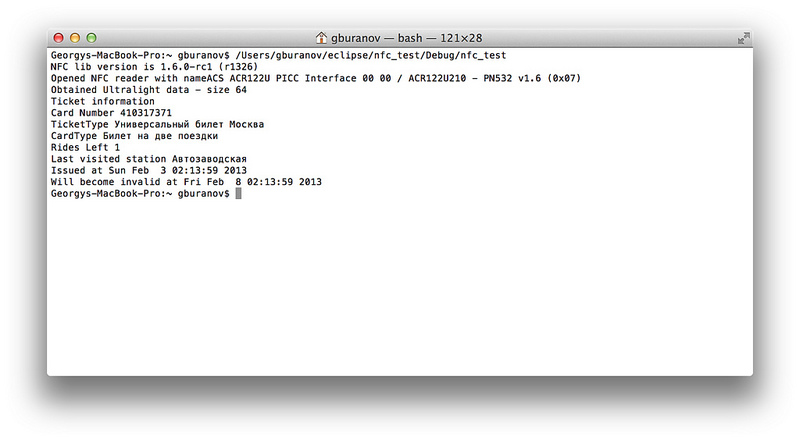 gburanov — bash — 121×28
Georgys-MacBook-Pro:~ gburanov$ /Users/gburanov/eclipse/nfc_test/Debug/nfc_test
NFC lib version is 1.6.0-rc1 (r1326)
Opened NFC reader with nameACS ACR122U PICC Interface 00 00 / ACR122U210 - PN532 v1.6 (0x07)
Obtained Ultralight data - size 64
Ticket information
Card Number 410317371
TicketType Универсальный билет Москва
CardType Билет на две поездки
Rides Left 1
Last visited station Автозаводская
Issued at Sun Feb  3 02:13:59 2013
Will become invalid at Fri Feb  8 02:13:59 2013
Georgys-MacBook-Pro:~ gburanov$